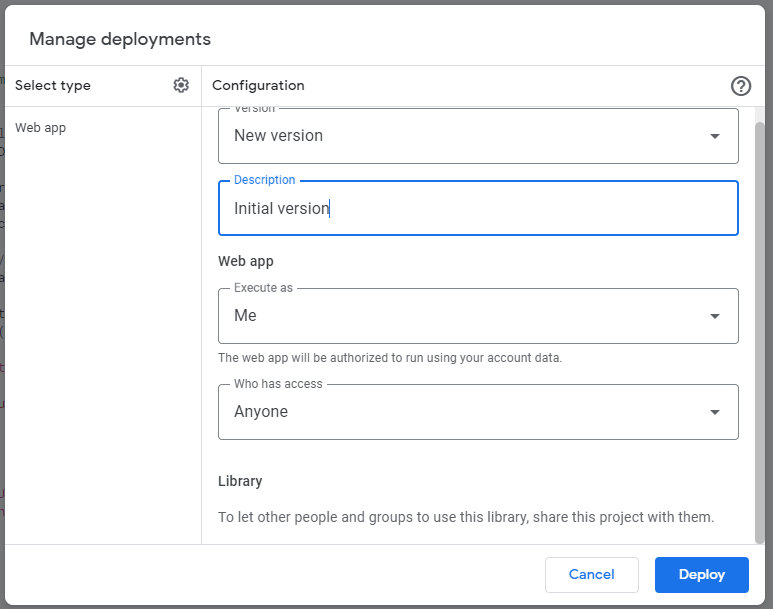 Manage deployments
Select type
Configuration
Web app
Version
New version
Description
Initial version
Web app
Execute as
Me
The web app will be authorized to run using your account data.
Who has access
Anyone
Library
To let other people and groups to use this library, share this project with them.
Cancel
Deploy